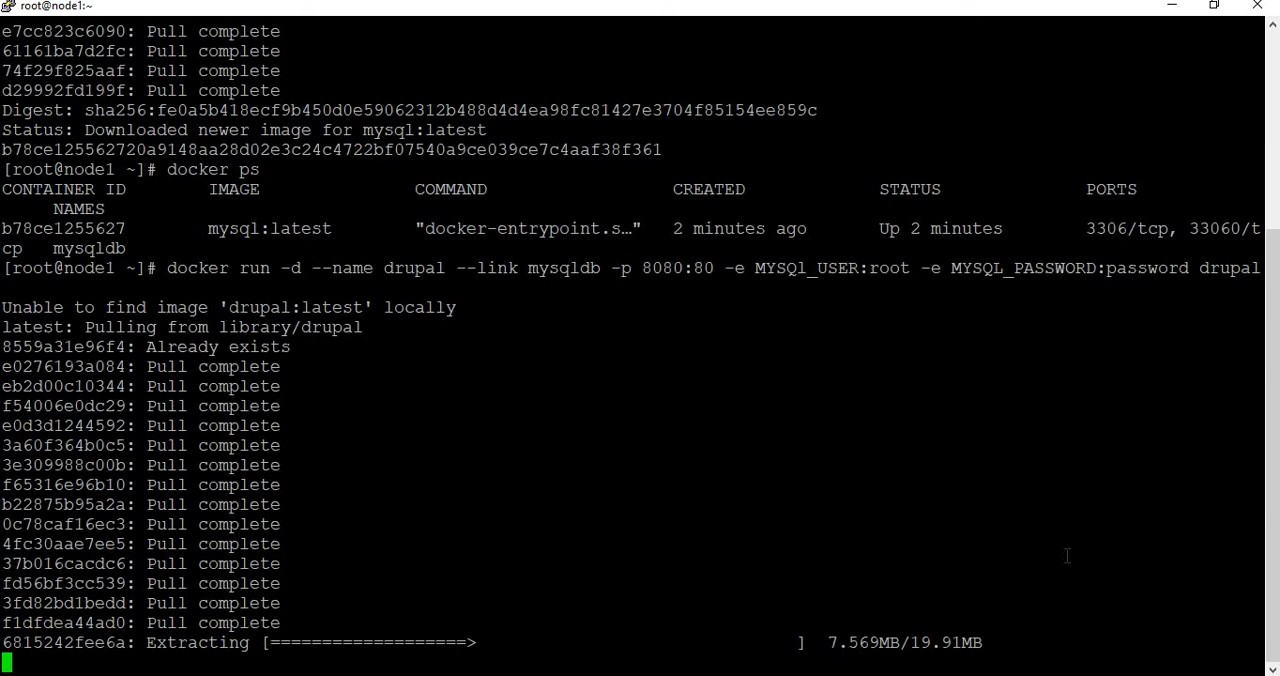 root@node1:~
e7cc823c6090: Pull complete
61161ba7d2fc: Pull complete
74f29f825aaf: Pull complete
d29992fd199f: Pull complete
Digest: sha256:fe0a5b418ecf9b450d0e59062312b488d4d4ea98fc81427e3704f85154ee859c
Status: Downloaded newer image for mysql:latest
b78ce125562720a9148aa28d02e3c24c4722bf07540a9ce039ce7c4aaf38f361
[root@node1 ~]# docker ps
CONTAINER ID        IMAGE               COMMAND                  CREATED             STATUS              PORTS
     NAMES
b78ce1255627        mysql:latest        "docker-entrypoint.s…"   2 minutes ago       Up 2 minutes        3306/tcp, 33060/t
cp   mysqldb
[root@node1 ~]# docker run -d --name drupal --link mysqldb -p 8080:80 -e MYSQl_USER:root -e MYSQL_PASSWORD:password drupal
Unable to find image 'drupal:latest' locally
latest: Pulling from library/drupal
8559a31e96f4: Already exists
e0276193a084: Pull complete
eb2d00c10344: Pull complete
f54006e0dc29: Pull complete
e0d3d1244592: Pull complete
3a60f364b0c5: Pull complete
3e309988c00b: Pull complete
f65316e96b10: Pull complete
b22875b95a2a: Pull complete
0c78caf16ec3: Pull complete
4fc30aae7ee5: Pull complete
37b016cacdc6: Pull complete
fd56bf3cc539: Pull complete
3fd82bd1bedd: Pull complete
f1dfdea44ad0: Pull complete
6815242fee6a: Extracting [===================>                               ]  7.569MB/19.91MB